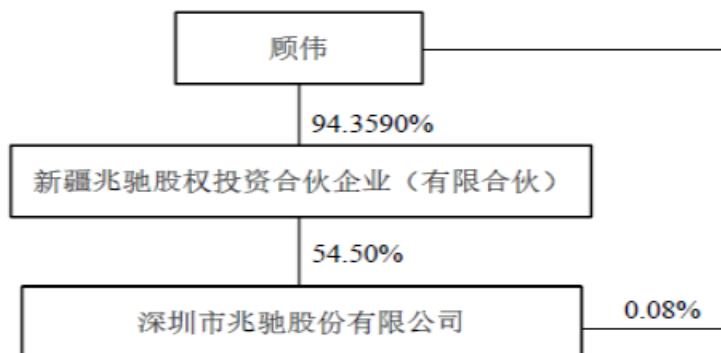 顾伟
94.3590%
新疆兆驰股权投资合伙企业（有限合伙）
54.50%
0.08%
深圳市兆驰股份有限公司